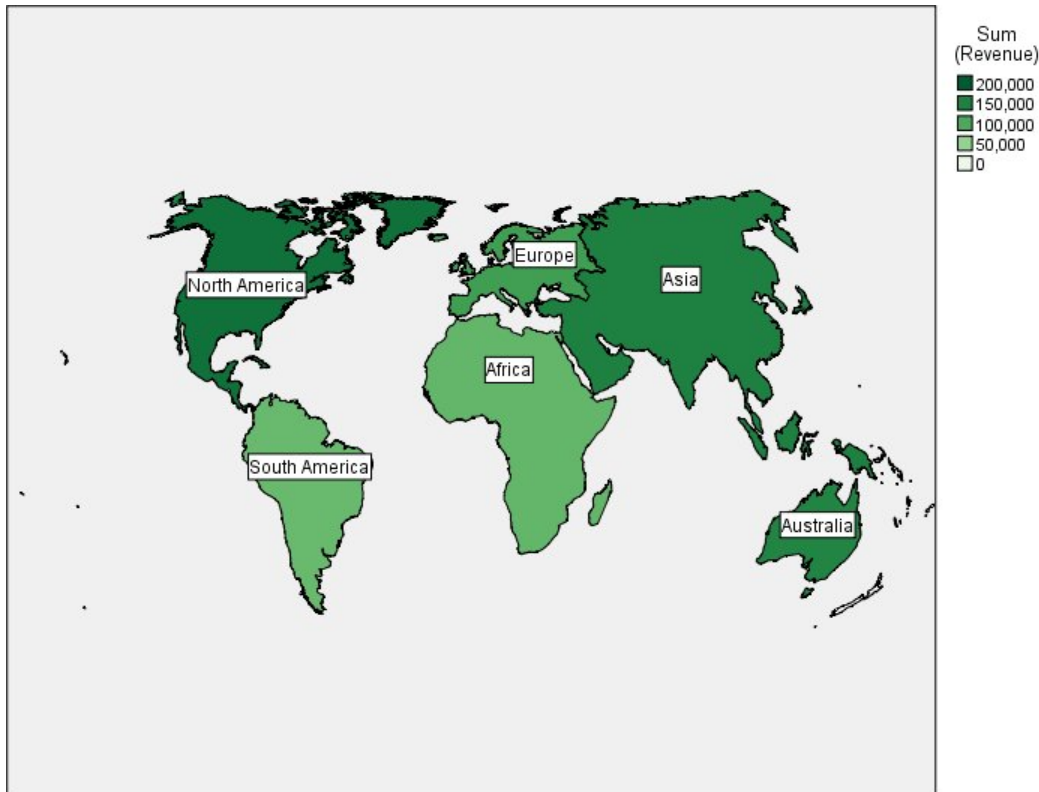 Sum
(Revenue)
200,000
150,000
100,000
50,000
0
Europe
North America
Asia
Africa
South America
Australia